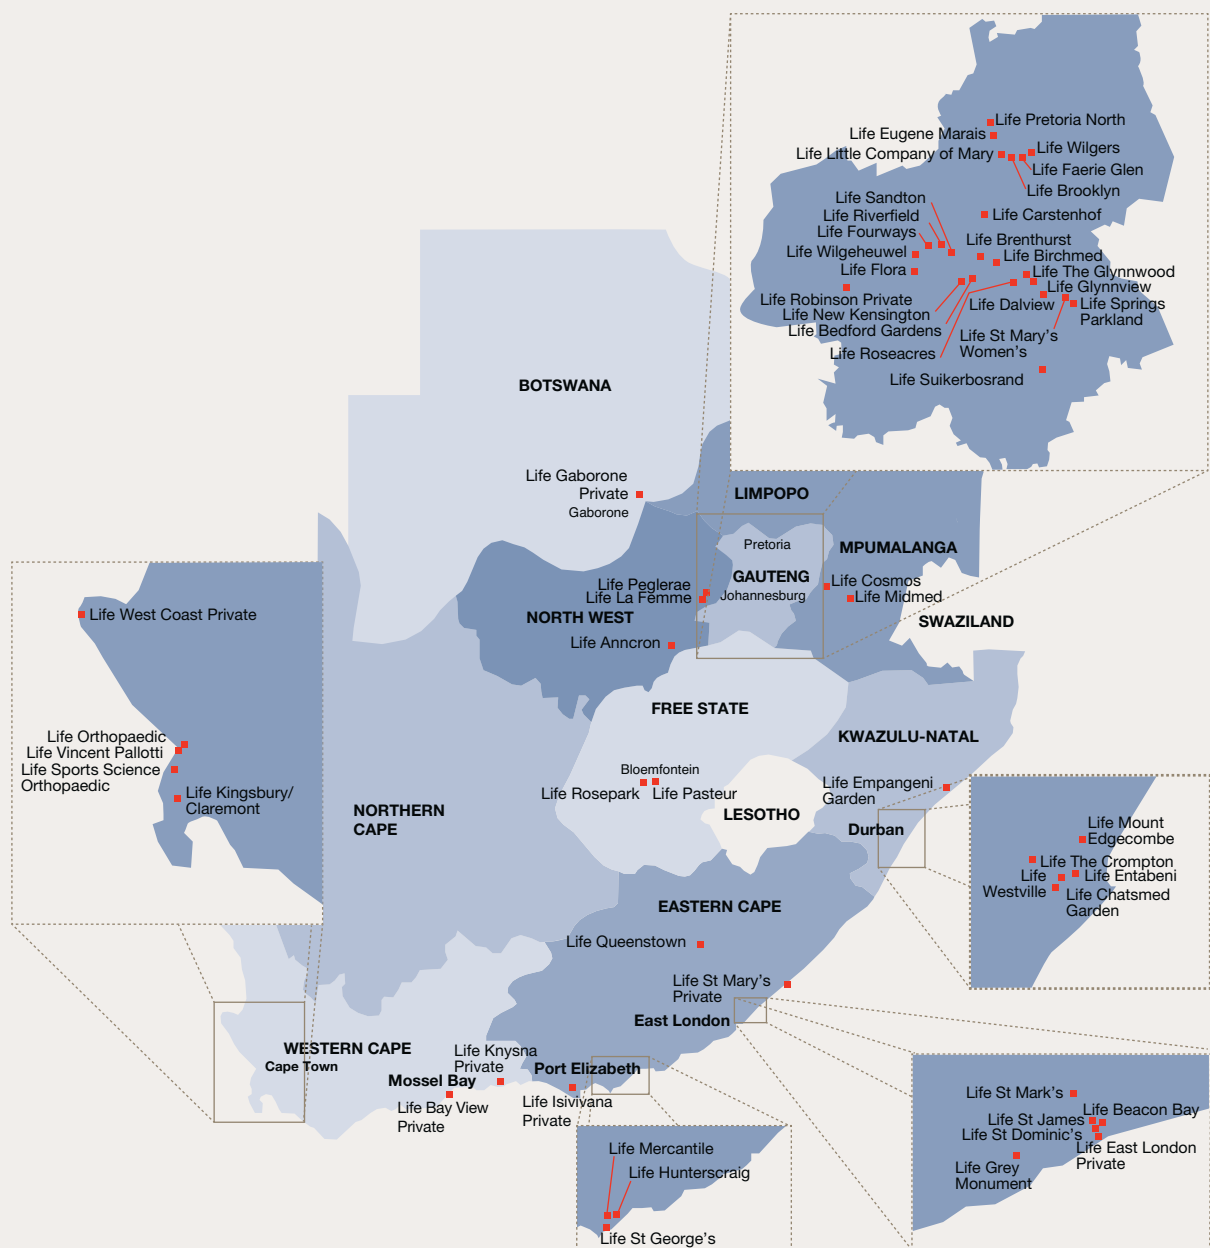 Life Pretoria North
Life Eugene Marais
Life Little Company of Mary
Life Wilgers
Life Faerie Glen
Life Brooklyn
Life Sandton
Life Riverfield
Life Fourways
Life Carstenhof
Life Wilgeheuwel
Life Brenthurst
Life Birchmed
Life Flora
Life The Glynnwood
Life Glynnview
Life Robinson Private
Life Dalview
Life Springs
Parkland
Life New Kensington
Life Bedford Gardens
Life St Mary's
Women's
Life Roseacres
Life Suikerbosrand
BOTSWANA
Life Gaborone
Private
Gaborone
LIMPOPO
Pretoria
MPUMALANGA
GAUTENG
Johannesburg
Life Peglerae
Life La Femme
NORTH WEST
Life Cosmos
Life Midmed
SWAZILAND
Life Anncron
Life West Coast Private
Life Orthopaedic
Life Vincent Pallotti
Life Sports Science
Orthopaedic
Life Kingsbury/
Claremont
FREE STATE
KWAZULU-NATAL
Bloemfontein
Life Rosepark
Life Pasteur
Life Empangeni
Garden
NORTHERN
CAPE
LESOTHO
Durban
Life Mount
Edgecombe
Life The Crompton
Life
Westville
Life Entabeni
Life Chatsmed
Garden
EASTERN CAPE
Life Queenstown
Life St Mary's
Private
East London
WESTERN CAPE
Cape Town
Life Knysna
Private
Mossel Bay
Port Elizabeth
Life Bay View
Private
Life Isivivana
Private
Life St Mark's
Life Beacon Bay
Life St James
Life St Dominic's
Life East London
Private
Life Grey
Monument
Life Mercantile
Life Hunterscraig
Life St George's